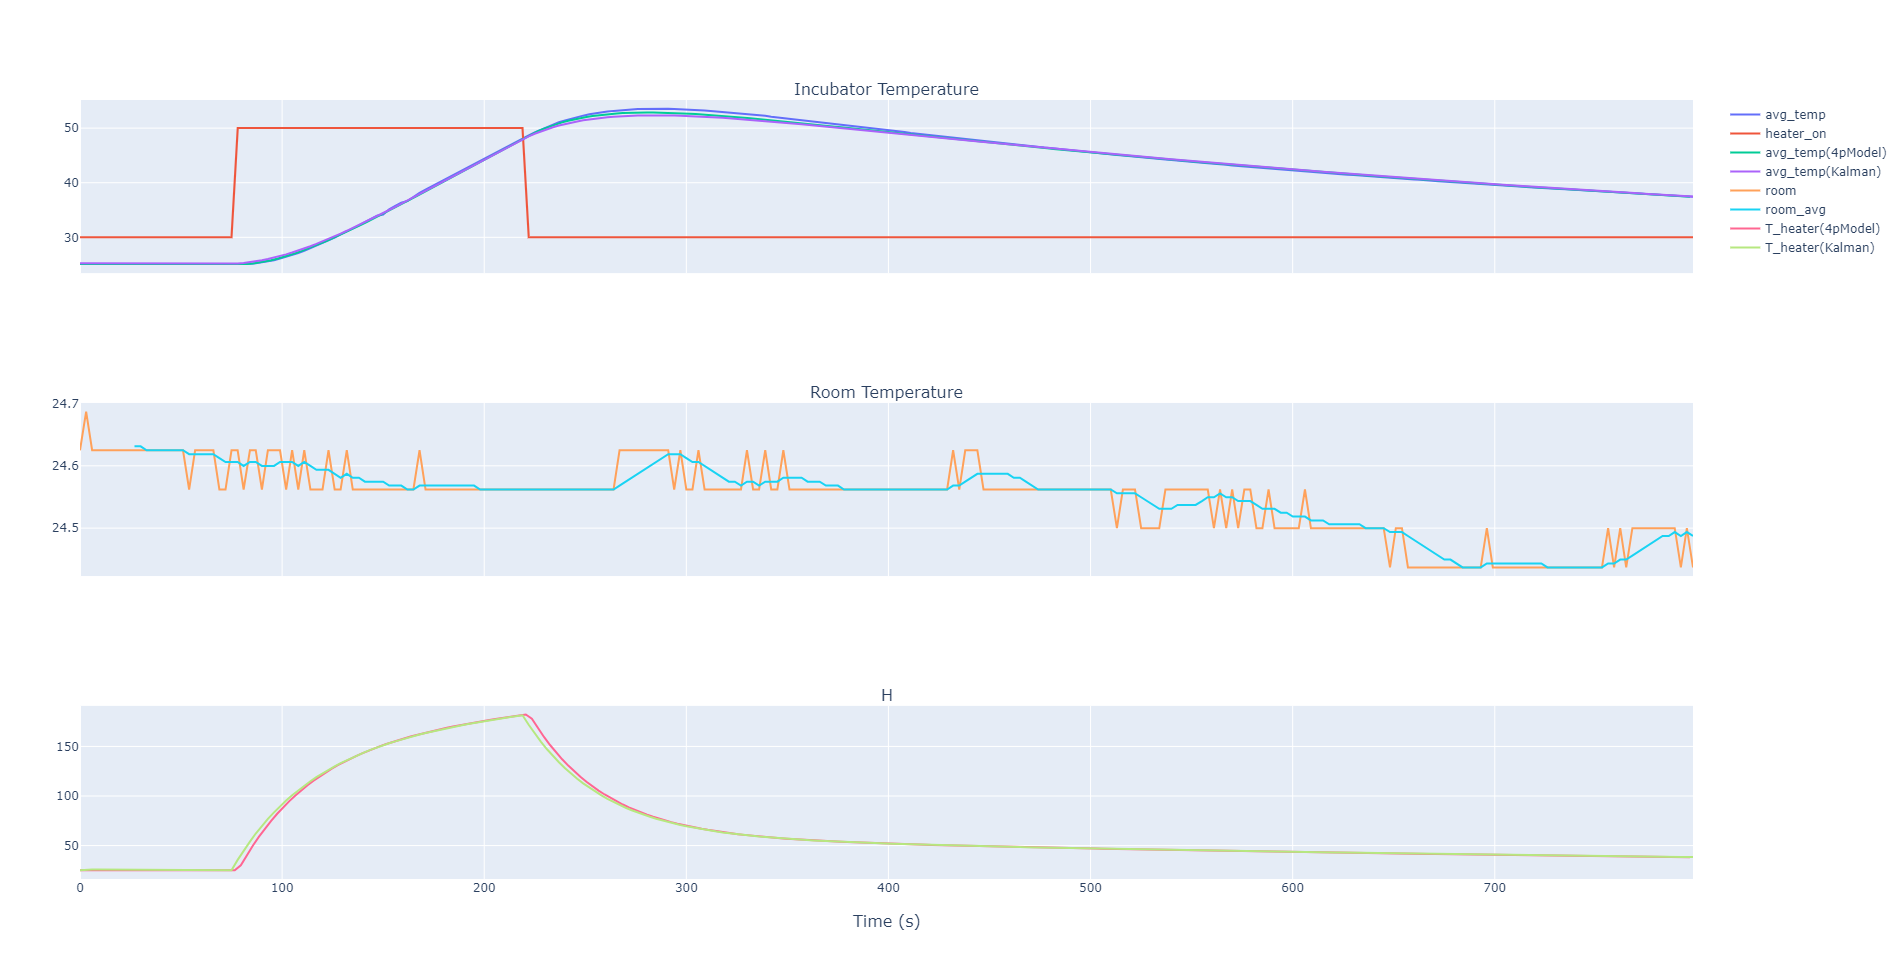 Incubator Temperature
50
40
30
avg_temp
heater_on
avg_temp(4pModel)
avg_temp(Kalman)
room
room_avg
T_heater(4pModel)
T_heater(Kalman)
Room Temperature
24.7
24.6
24.5
H
150
100
50
0 100 200 300 400 500 600 700
Time (s)